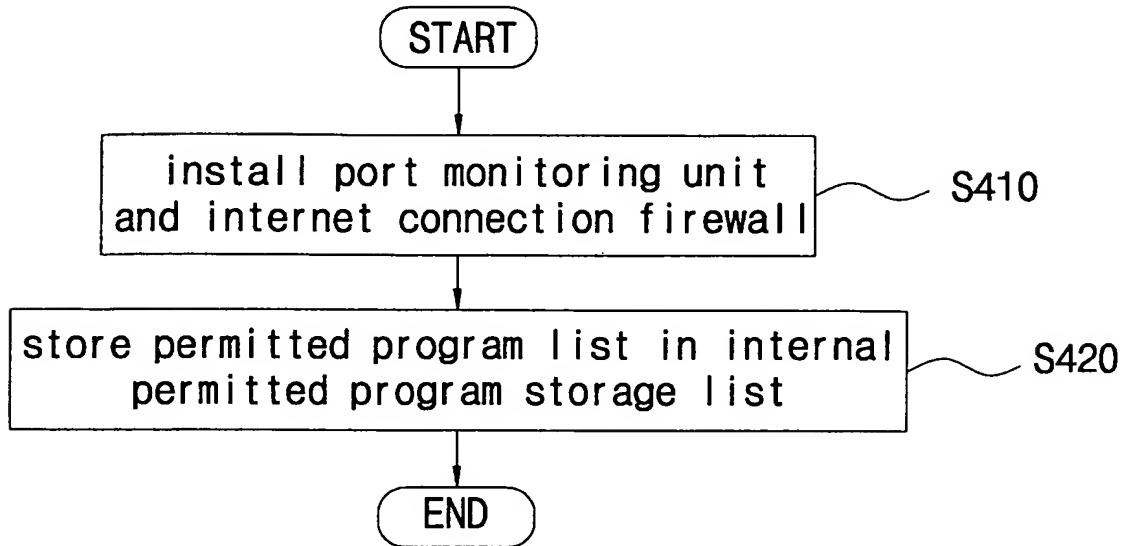 START
install port monitoring unit
and internet connection firewall
S410
store permitted program list in internal
permitted program storage list
S420
END